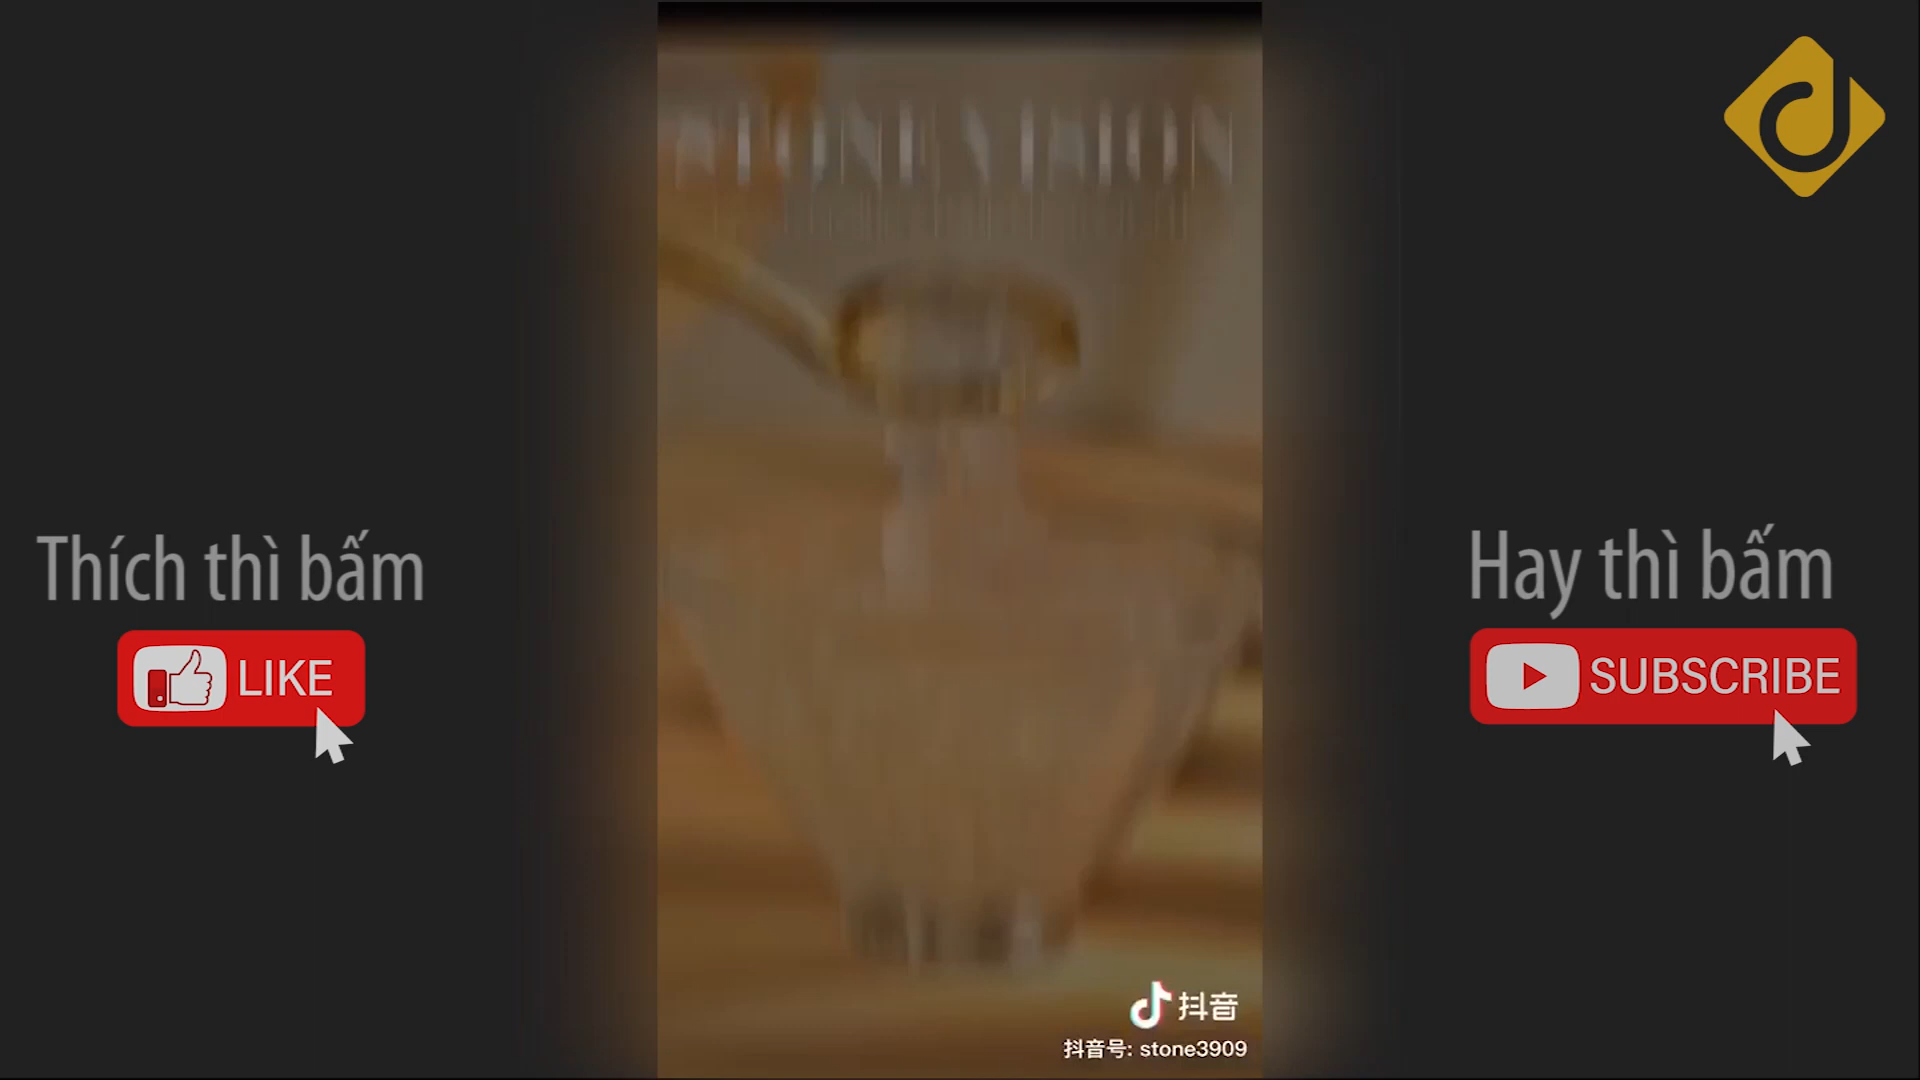 Thích thì bấm
LIKE
Hay thì bấm
SUBSCRIBE
抖音
抖音号: stone3909